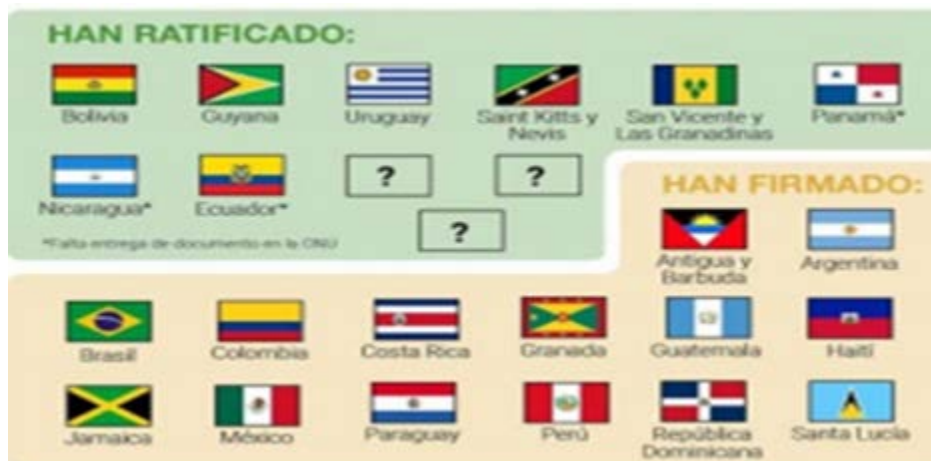 HAN RATIFICADO:
Bolivia Guyana Uruguay Saint Kitts y Nevis San Vicente y Las Granadinas Panamá*
Nicaragua* Ecuador* ? ?
?
*Falta entrega de documento en la ONU
HAN FIRMADO:
Antigua y Barbuda Argentina
Brasil Colombia Costa Rica Granada Guatemala Haití
Jamaica México Paraguay Perú República Dominicana Santa Lucía